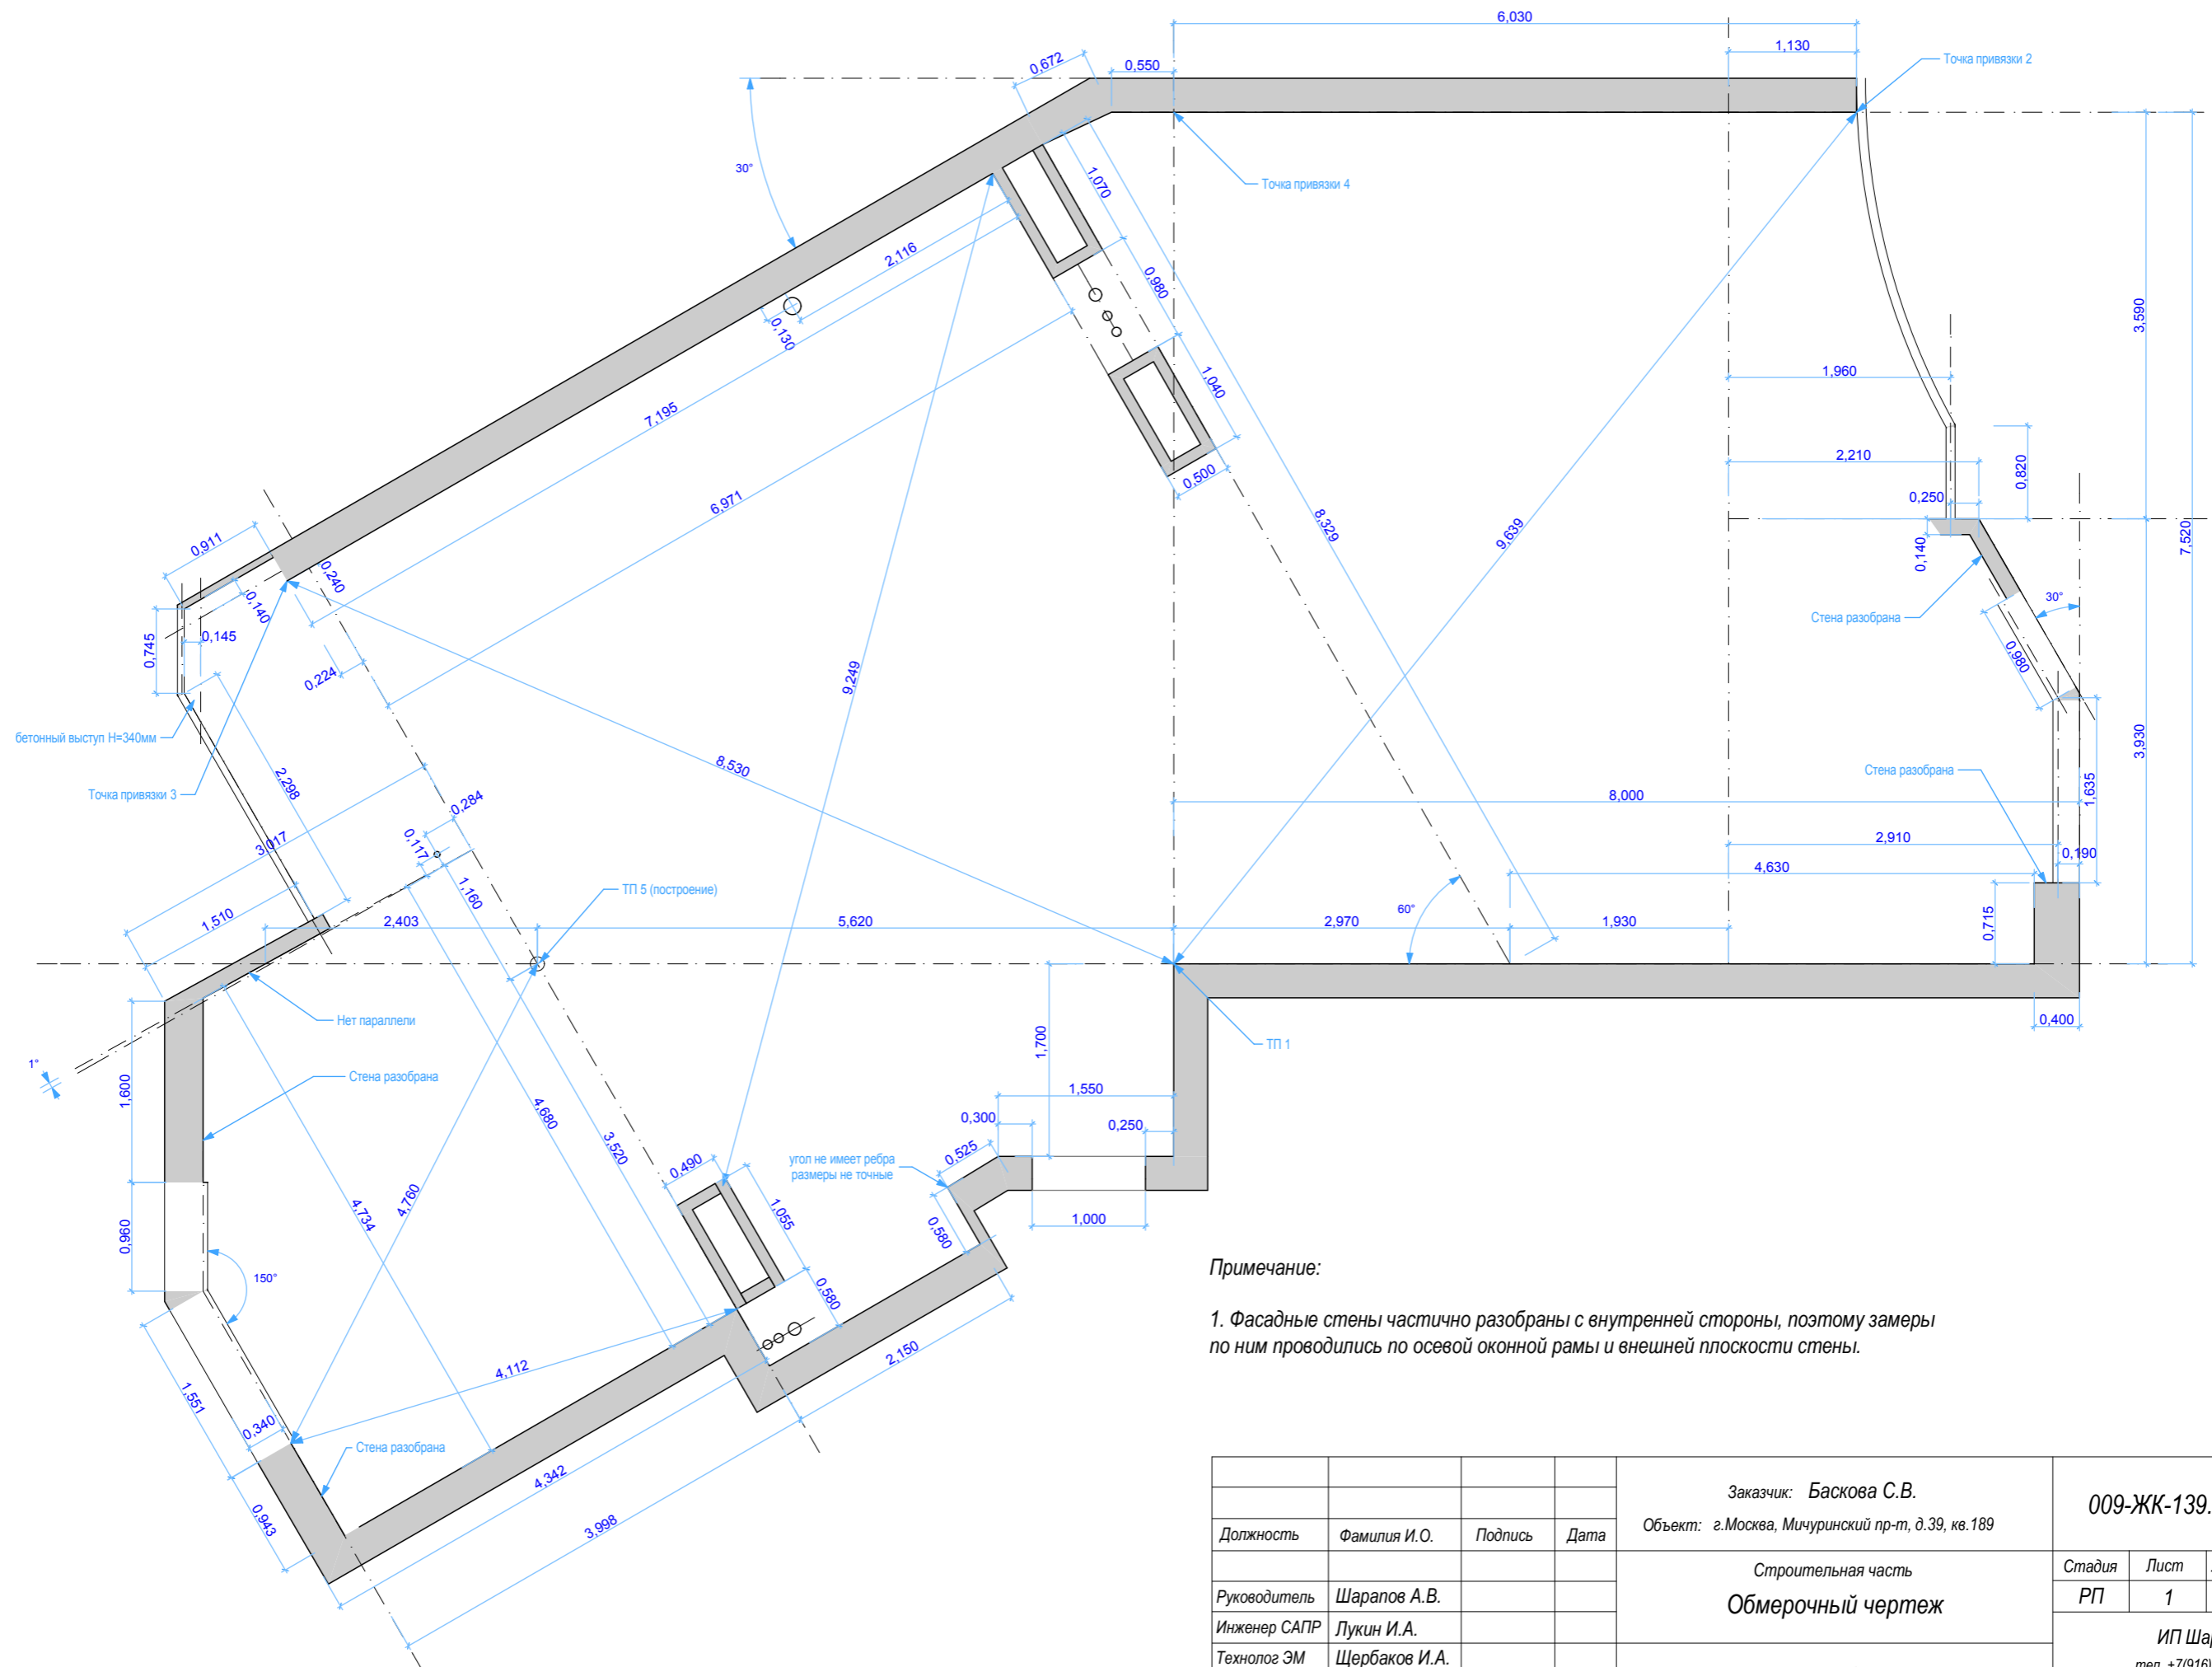 6,030
1,130
0,672
0,550
Точка привязки 2
30°
1,070
Точка привязки 4
2,116
0,980
0,130
3,590
1,040
1,960
7,195
2,210
0,820
0,250
6,971
0,500
8,329
9,639
7,520
0,911
0,140
0,240
0,140
30°
0,745
0,145
Стена разобрана
0,980
0,224
9,249
бетонный выступ H=340мм
3,930
8,530
2,298
Точка привязки 3
Стена разобрана
1,635
8,000
0,284
3,017
0,117
2,910
0,190
4,630
1,160
ТП 5 (построение)
1,510
2,403
5,620
2,970
60°
1,930
0,715
Нет параллели
0,400
1,700
ТП 1
1°
Стена разобрана
1,600
1,550
4,680
0,300
0,250
3,520
0,525
угол не имеет ребра
размеры не точные
0,490
4,734
4,760
1,055
0,960
0,580
1,000
150°
0,580
2,150
4,112
1,551
0,340
Стена разобрана
4,342
0,943
3,998
Примечание:
1. Фасадные стены частично разобраны с внутренней стороны, поэтому замеры
по ним проводились по осевой оконной рамы и внешней плоскости стены.
Заказчик: Баскова С.В.
009-ЖК-139.
Объект: г.Москва, Мичуринский пр-т, д.39, кв.189
Должность Фамилия И.О. Подпись Дата
Строительная часть
Стадия Лист
Обмерочный чертеж
РП 1
Руководитель Шарапов А.В.
Инженер САПР Лукин И.А.
Технолог ЭМ Щербаков И.А.
ИП
тел. +7(916)